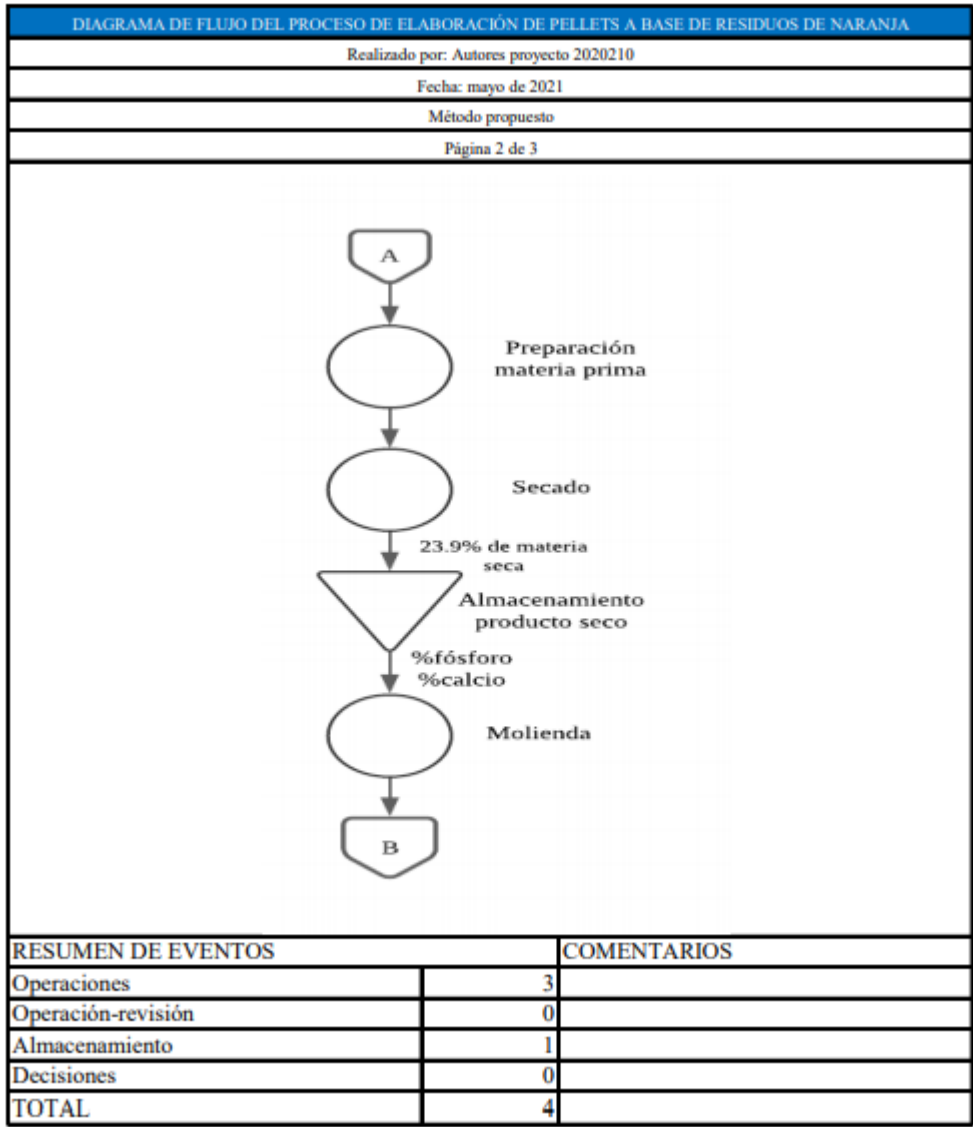 DIAGRAMA DE FLUJO DEL PROCESO DE ELABORACIÓN DE PELLETS A BASE DE RESIDUOS DE NARANJA
Realizado por: Autores proyecto 2020210
Fecha: mayo de 2021
Método propuesto
Página 2 de 3
A
Preparación
materia prima
Secado
23.9% de materia
seca
Almacenamiento
producto seco
%fósforo
%calcio
Molienda
B
RESUMEN DE EVENTOS COMENTARIOS
Operaciones 3
Operación-revisión 0
Almacenamiento 1
Decisiones 0
TOTAL 4